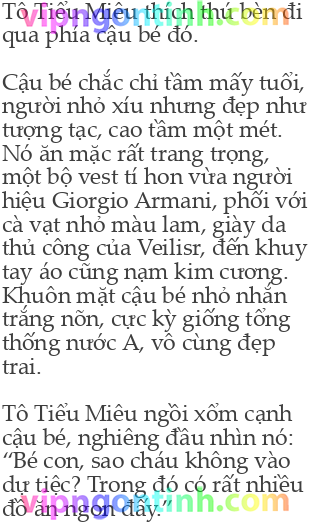 Tô Tiểu Miêu thích thú bèn đi
qua phía cậu bé đó.
vipngontinh.com
Cậu bé chắc chỉ tầm mấy tuổi,
người nhỏ xíu nhưng đẹp như
tượng tạc, cao tầm một mét.
Nó ăn mặc rất trang trọng,
một bộ vest tí hon vừa người
hiệu Giorgio Armani, phối với
cà vạt nhỏ màu lam, giày da
thủ công của Veilisr, đến khuy
tay áo cũng nạm kim cương.
Khuôn mặt cậu bé nhỏ nhắn
trắng nõn, cực kỳ giống tổng
thống nước A, vô cùng đẹp
trai.
Tô Tiểu Miêu ngồi xổm cạnh
cậu bé, nghiêng đầu nhìn nó:
“Bé con, sao cháu không vào
dự tiệc? Trong đó có rất nhiều
đồ ăn ngon đấy.”
vipngontinh.com